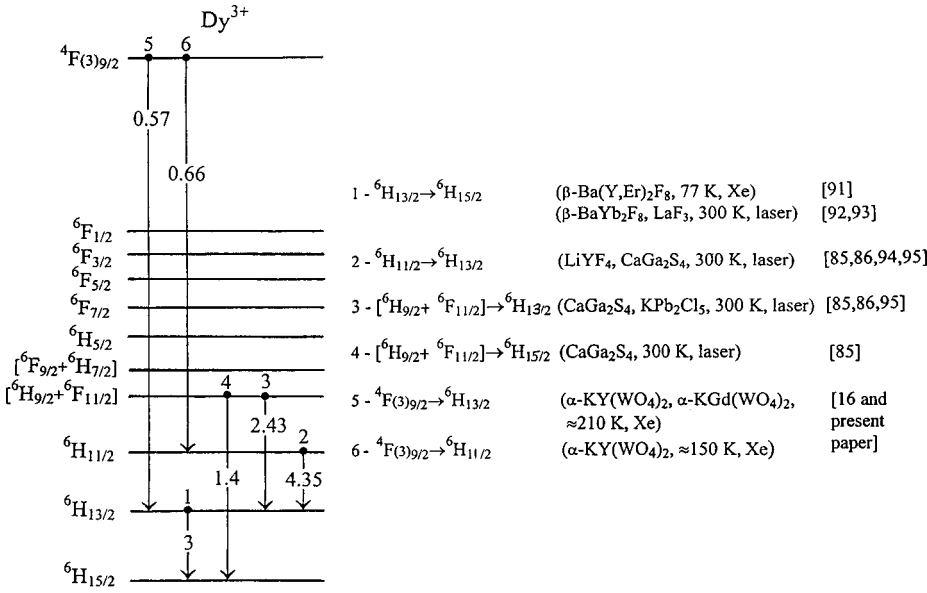 Dy³⁺
5 6
⁴F(3)9/2
0.57
0.66
1 - ⁶H13/2→⁶H15/2 (β-Ba(Y,Er)₂F₈, 77 K, Xe) [91]
(β-BaYb₂F₈, LaF₃, 300 K, laser) [92,93]
⁶F1/2
⁶F3/2 2 - ⁶H11/2→⁶H13/2 (LiYF₄, CaGa₂S₄, 300 K, laser) [85,86,94,95]
⁶F5/2
⁶F7/2 3 - [⁶H9/2+ ⁶F11/2]→⁶H13/2 (CaGa₂S₄, KPb₂Cl₅, 300 K, laser) [85,86,95]
⁶H5/2
4 - [⁶H9/2+ ⁶F11/2]→⁶H15/2 (CaGa₂S₄, 300 K, laser) [85]
[⁶F9/2+⁶H7/2]
4 3
[⁶H9/2+⁶F11/2] 5 - ⁴F(3)9/2→⁶H13/2 (α-KY(WO₄)₂, α-KGd(WO₄)₂, [16 and
2.43 ≈210 K, Xe) present
2
⁶H11/2 6 - ⁴F(3)9/2→⁶H11/2 (α-KY(WO₄)₂, ≈150 K, Xe) paper]
1.4 4.35
1
⁶H13/2
3
⁶H15/2